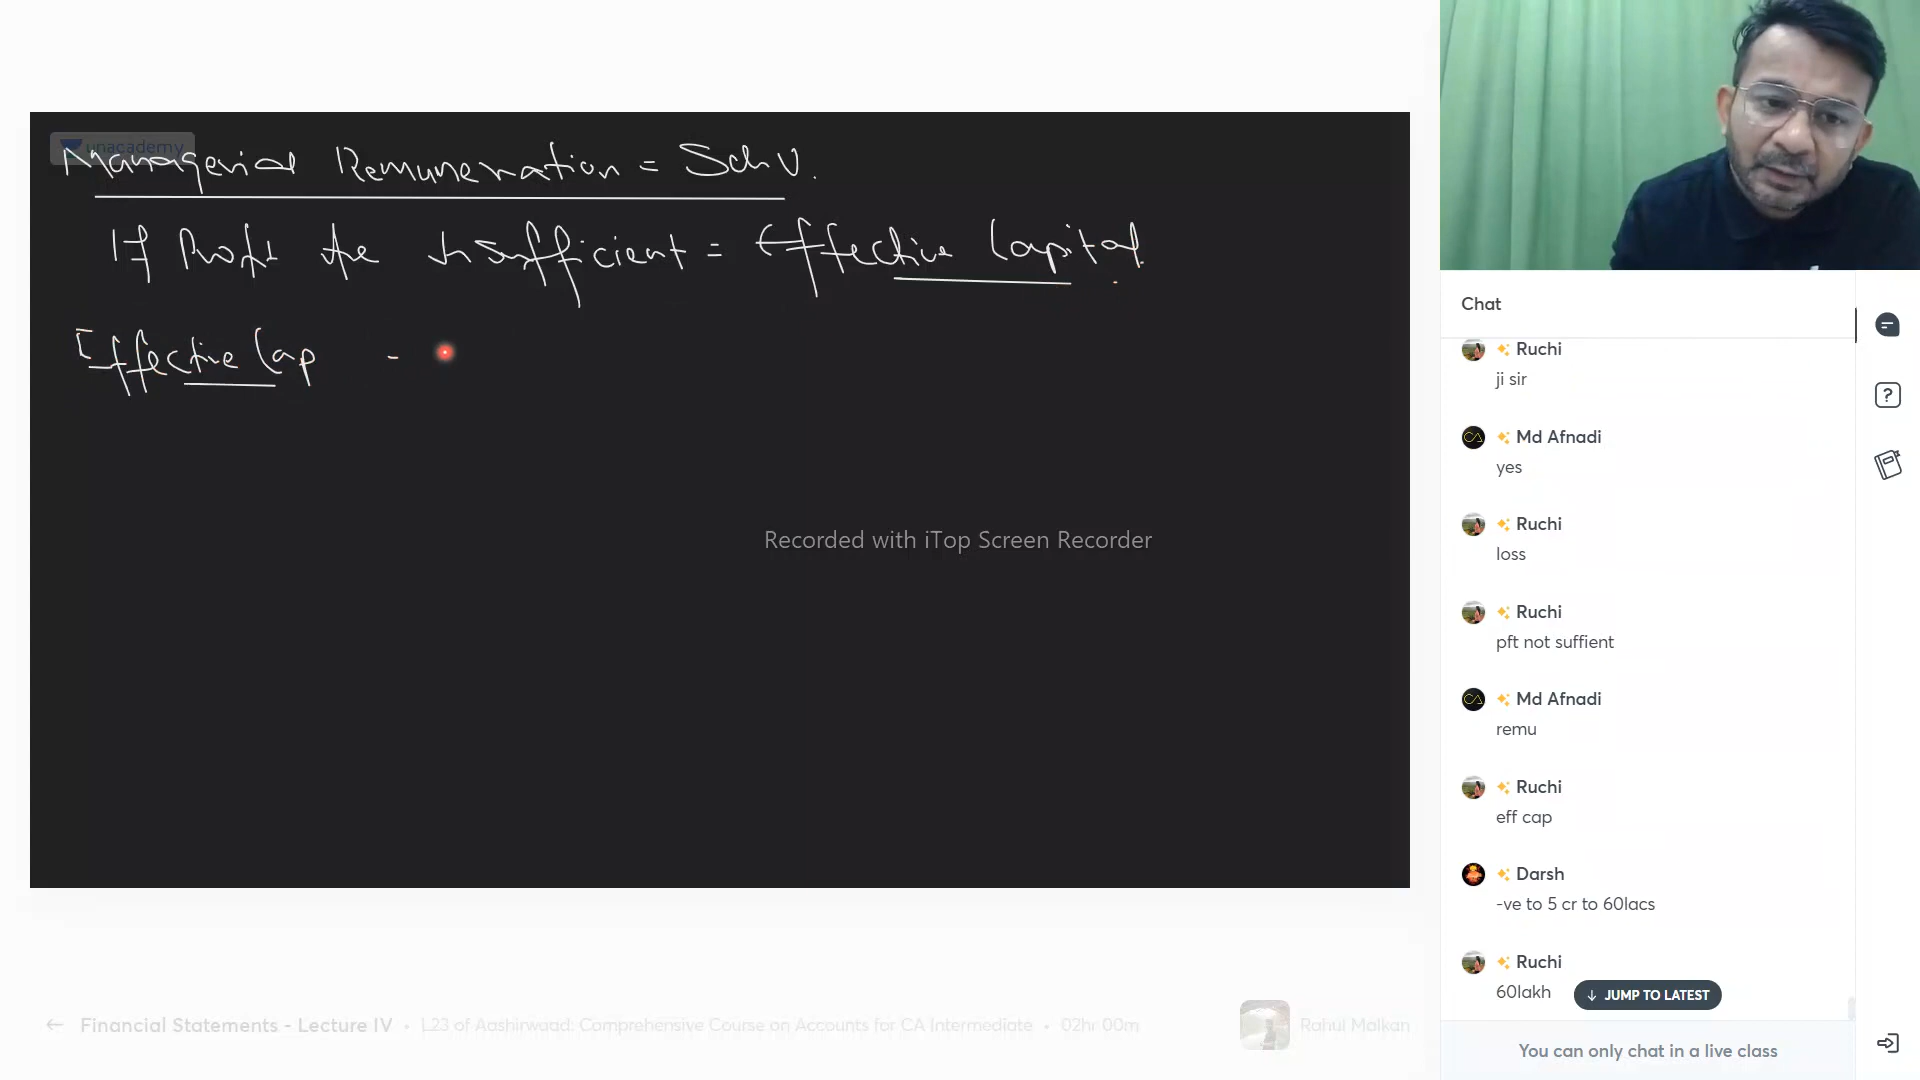 unacademy
Managerial Remuneration = Sch V.
If Profit are Insufficient = Effective Capital.
Effective Cap -
Recorded with iTop Screen Recorder
Financial Statements - Lecture IV • L23 of Aashirwaad: Comprehensive Course on Accounts for CA Intermediate • 02hr 00m
Rahul Malkan
Chat
Ruchi
ji sir
Md Afnadi
yes
Ruchi
loss
Ruchi
pft not suffient
Md Afnadi
remu
Ruchi
eff cap
Darsh
-ve to 5 cr to 60lacs
Ruchi
60lakh
JUMP TO LATEST
You can only chat in a live class